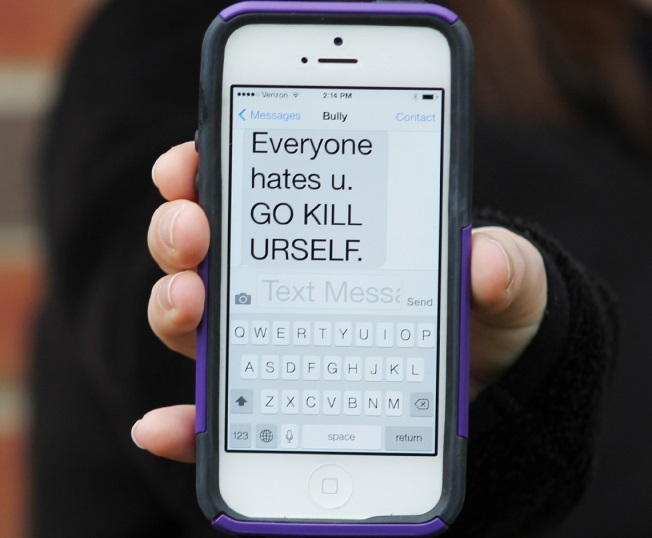 Verizon 2:14 PM
Messages Bully Contact
Everyone
hates u.
GO KILL
URSELF.
Text Messa Send
Q W E R T Y U I O P
A S D F G H J K L
Z X C V B N M
123 space return